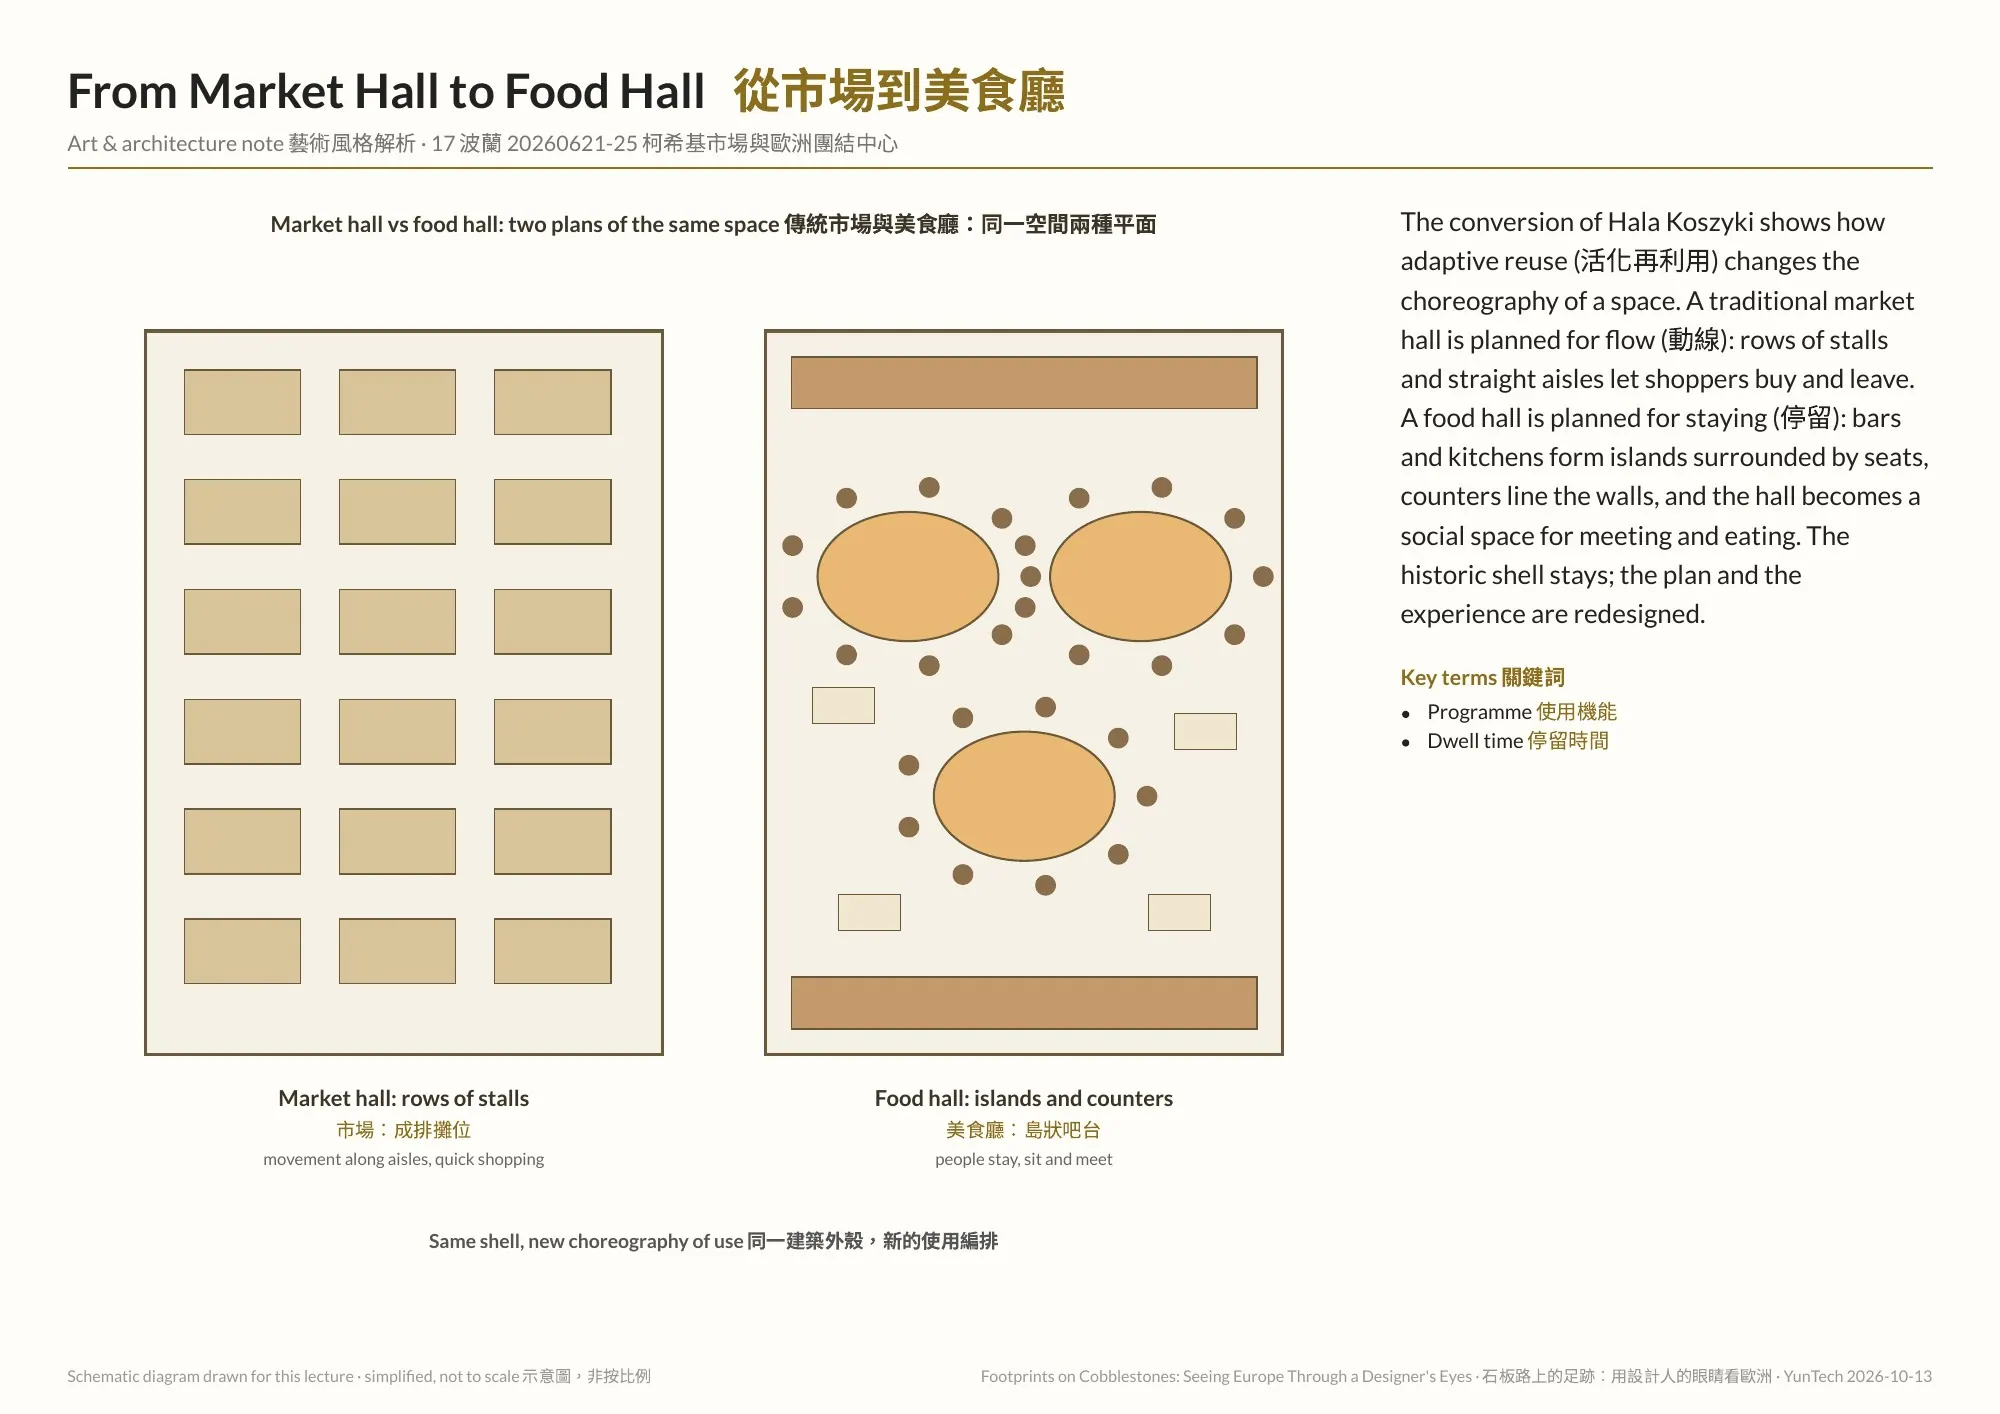 From Market Hall to Food Hall 從市場到美食廳
Art & architecture note 藝術風格解析 · 17 波蘭 20260621-25 柯希基市場與歐洲團結中心
Market hall vs food hall: two plans of the same space 傳統市場與美食廳：同一空間兩種平面
Market hall: rows of stalls
市場：成排攤位
movement along aisles, quick shopping
Food hall: islands and counters
美食廳：島狀吧台
people stay, sit and meet
Same shell, new choreography of use 同一建築外殼，新的使用編排
The conversion of Hala Koszyki shows how
adaptive reuse (活化再利用) changes the
choreography of a space. A traditional market
hall is planned for flow (動線): rows of stalls
and straight aisles let shoppers buy and leave.
A food hall is planned for staying (停留): bars
and kitchens form islands surrounded by seats,
counters line the walls, and the hall becomes a
social space for meeting and eating. The
historic shell stays; the plan and the
experience are redesigned.
Key terms 關鍵詞
• Programme 使用機能
• Dwell time 停留時間
Schematic diagram drawn for this lecture · simplified, not to scale 示意圖，非按比例
Footprints on Cobblestones: Seeing Europe Through a Designer's Eyes · 石板路上的足跡：用設計人的眼睛看歐洲 · YunTech 2026-10-13